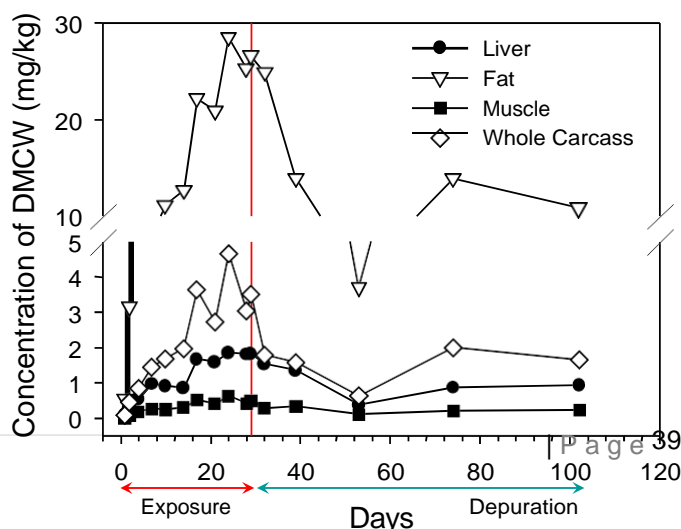 Concentration of DMCW (mg/kg)
30
20
10
5
4
3
2
1
0
Liver
Fat
Muscle
Whole Carcass
0 20 40 60 80 100 120
Page 39
Exposure
Depuration
Days